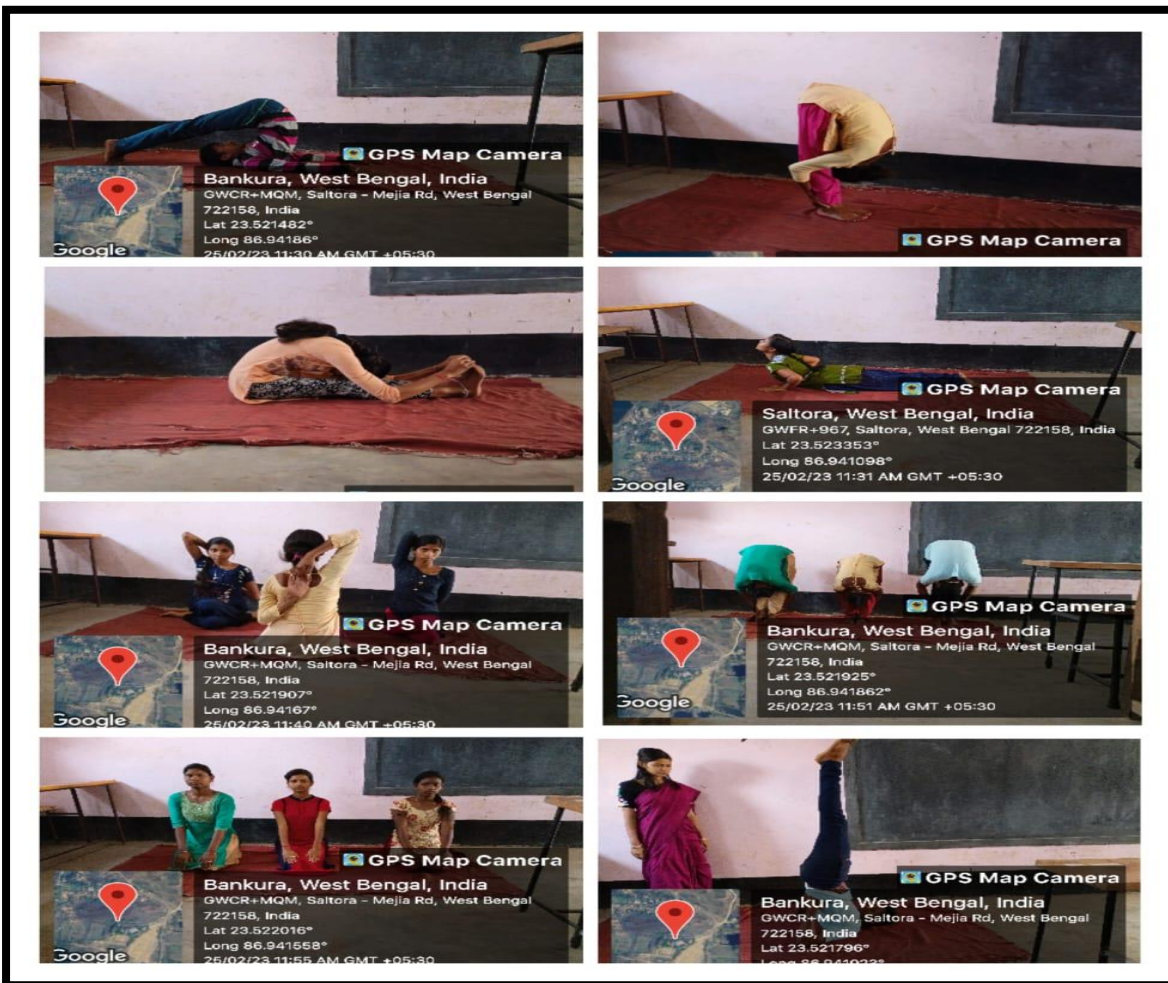 GPS Map Camera
Bankura, West Bengal, India
GWCR+MQM, Saltora - Mejia Rd, West Bengal
722158, India
Lat 23.521482°
Long 86.94186°
25/02/23 11:30 AM GMT +05:30
Google
GPS Map Camera
GPS Map Camera
Saltora, West Bengal, India
GWFR+967, Saltora, West Bengal 722158, India
Lat 23.523353°
Long 86.941098°
25/02/23 11:31 AM GMT +05:30
Google
GPS Map Camera
Bankura, West Bengal, India
GWCR+MQM, Saltora - Mejia Rd, West Bengal
722158, India
Lat 23.521907°
Long 86.94167°
25/02/23 11:40 AM GMT +05:30
Google
GPS Map Camera
Bankura, West Bengal, India
GWCR+MQM, Saltora - Mejia Rd, West Bengal
722158, India
Lat 23.521925°
Long 86.941862°
25/02/23 11:51 AM GMT +05:30
Google
GPS Map Camera
Bankura, West Bengal, India
GWCR+MQM, Saltora - Mejia Rd, West Bengal
722158, India
Lat 23.522016°
Long 86.941558°
25/02/23 11:55 AM GMT +05:30
Google
GPS Map Camera
Bankura, West Bengal, India
GWCR+MQM, Saltora - Mejia Rd, West Bengal
722158, India
Lat 23.521796°
Long 86.941923°
Google